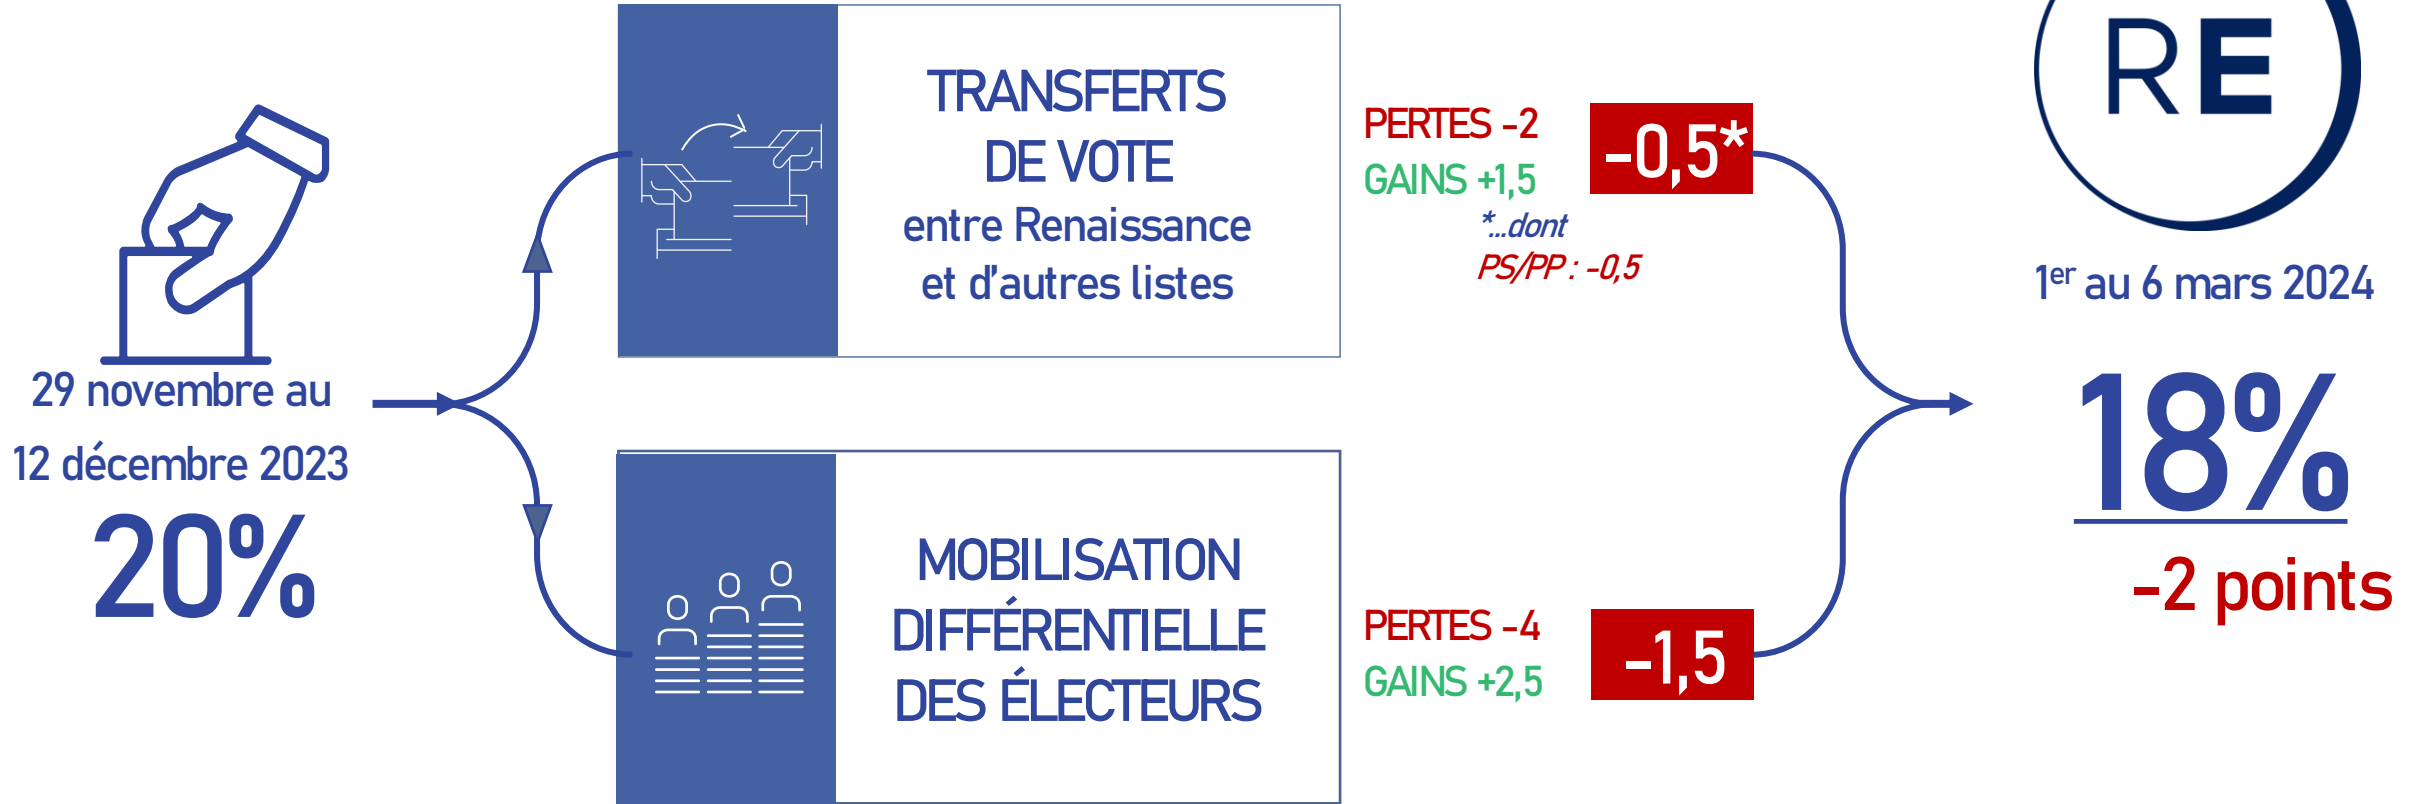 29 novembre au
12 décembre 2023
20%
TRANSFERTS
DE VOTE
entre Renaissance
et d'autres listes
PERTES -2
GAINS +1,5
-0,5*
*...dont
PS/PP : -0,5
MOBILISATION
DIFFÉRENTIELLE
DES ÉLECTEURS
PERTES -4
GAINS +2,5
-1,5
RE
1er au 6 mars 2024
18%
-2 points